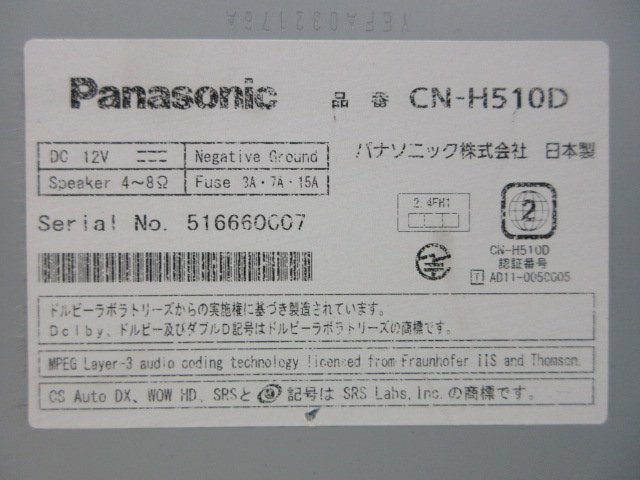 YEFA032176A
Panasonic 品番 CN-H510D
DC 12V Negative Ground
Speaker 4～8Ω Fuse 3A・7A・15A
パナソニック株式会社 日本製
Serial No. 516660007
2.4FH1
2
CN-H510D
認証番号
T AD11-0050005
ドルビーラボラトリーズからの実施権に基づき製造されています。
Dolby、ドルビー及びダブルD記号はドルビーラボラトリーズの商標です。
MPEG Layer-3 audio coding technology licensed from Fraunhofer IIS and Thomson.
CS Auto DX、WOW HD、SRSと 記号は SRS Labs,Inc.の商標です。